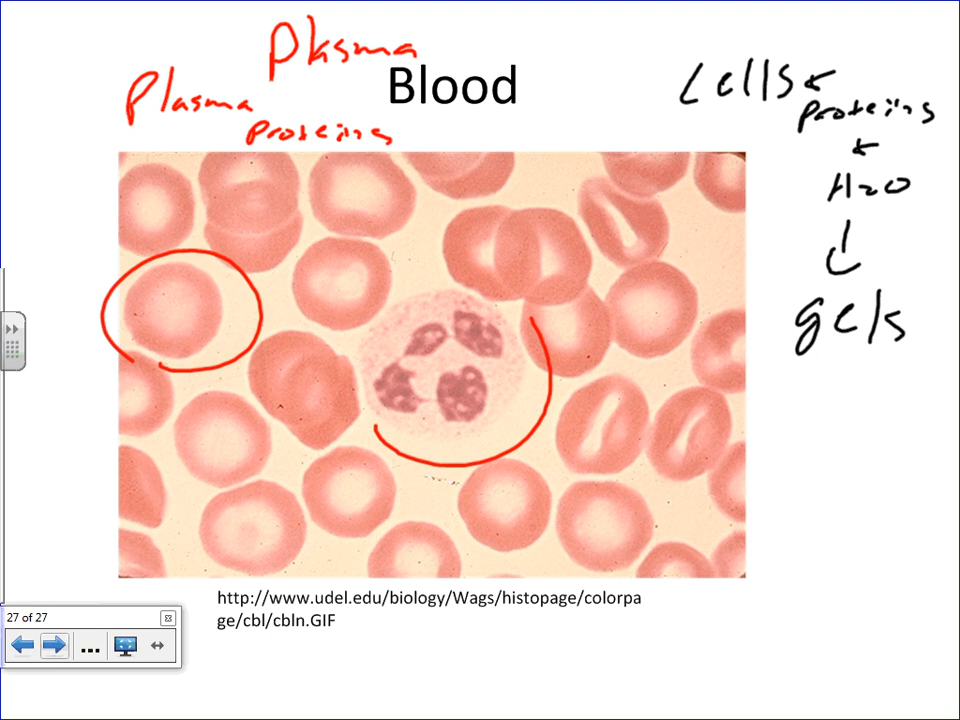 Plasma
Blood
Plasma
proteins
Cells
proteins
H2O
gels
http://www.udel.edu/biology/Wags/histopage/colorpa
ge/cbl/cbln.GIF
27 of 27
...